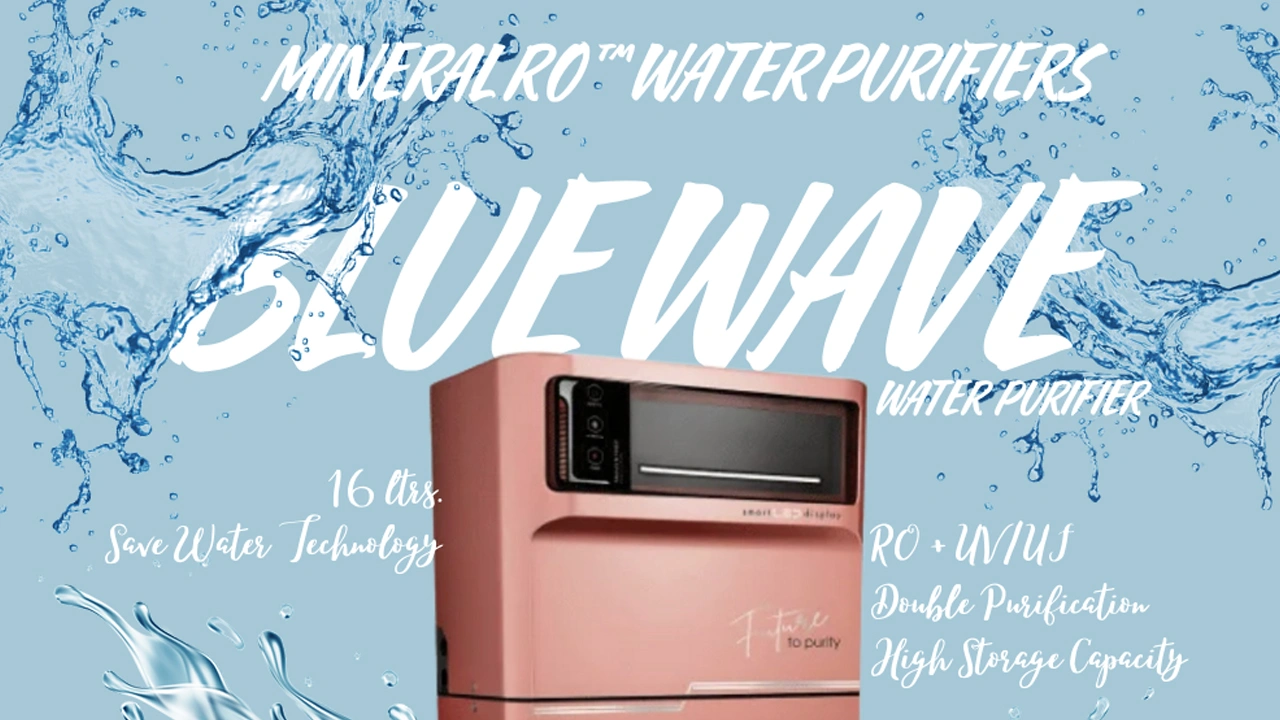 MINERAL RO™ WATER PURIFIERS
BLUE WAVE
WATER PURIFIER
16 ltrs.
Save Water Technology
RO + UV/UF
Double Purification
High Storage Capacity
smart LED display
Future
to purity